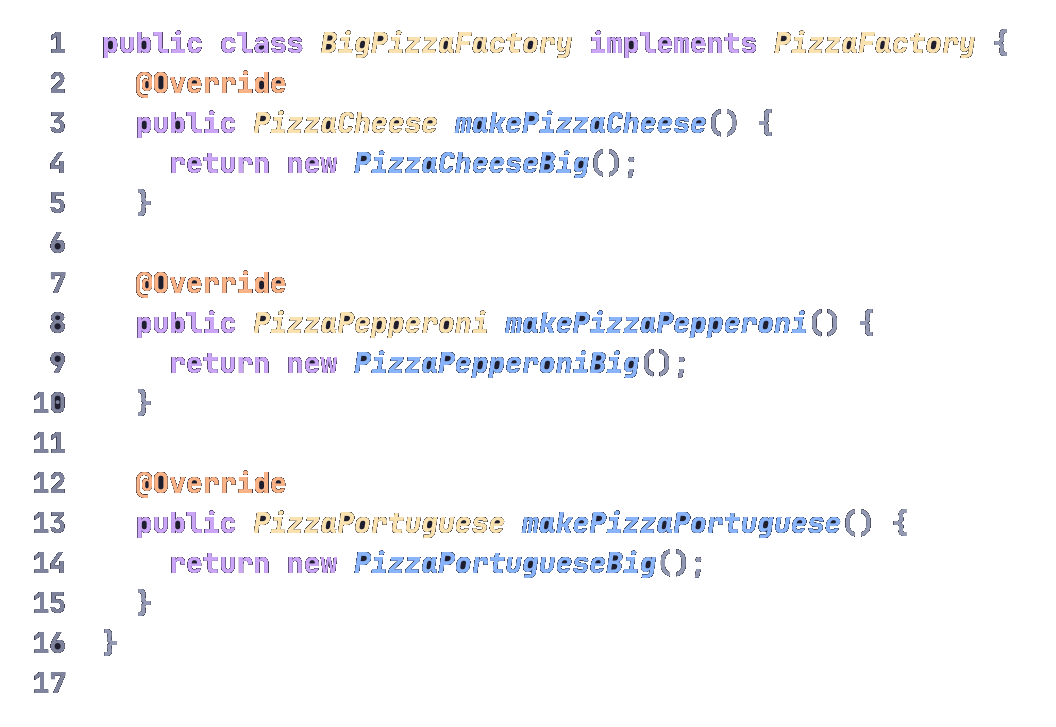 1 public class BigPizzaFactory implements PizzaFactory {
2   @Override
3   public PizzaCheese makePizzaCheese() {
4     return new PizzaCheeseBig();
5   }
6
7   @Override
8   public PizzaPepperoni makePizzaPepperoni() {
9     return new PizzaPepperoniBig();
10   }
11
12   @Override
13   public PizzaPortuguese makePizzaPortuguese() {
14     return new PizzaPortugueseBig();
15   }
16 }
17